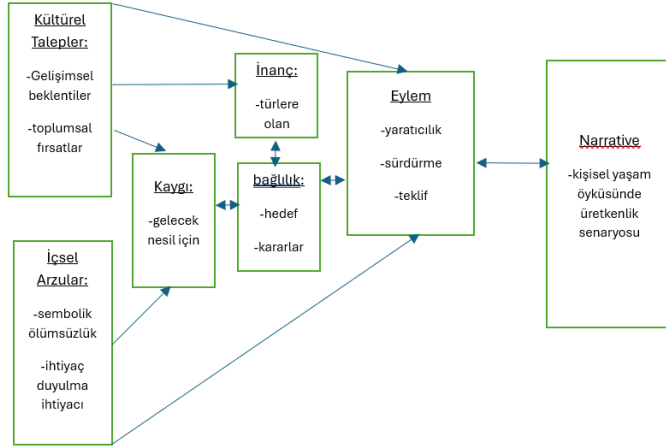 Kültürel
Talepler:
-Gelişimsel
beklentiler
-toplumsal
fırsatlar
İçsel
Arzular:
-sembolik
ölümsüzlük
-ihtiyaç
duyulma
ihtiyacı
Kaygı:
-gelecek
nesil için
İnanç:
-türlere
olan
bağlılık:
-hedef
-kararlar
Eylem
-yaratıcılık
-sürdürme
-teklif
Narrative
-kişisel yaşam
öyküsünde
üretkenlik
senaryosu